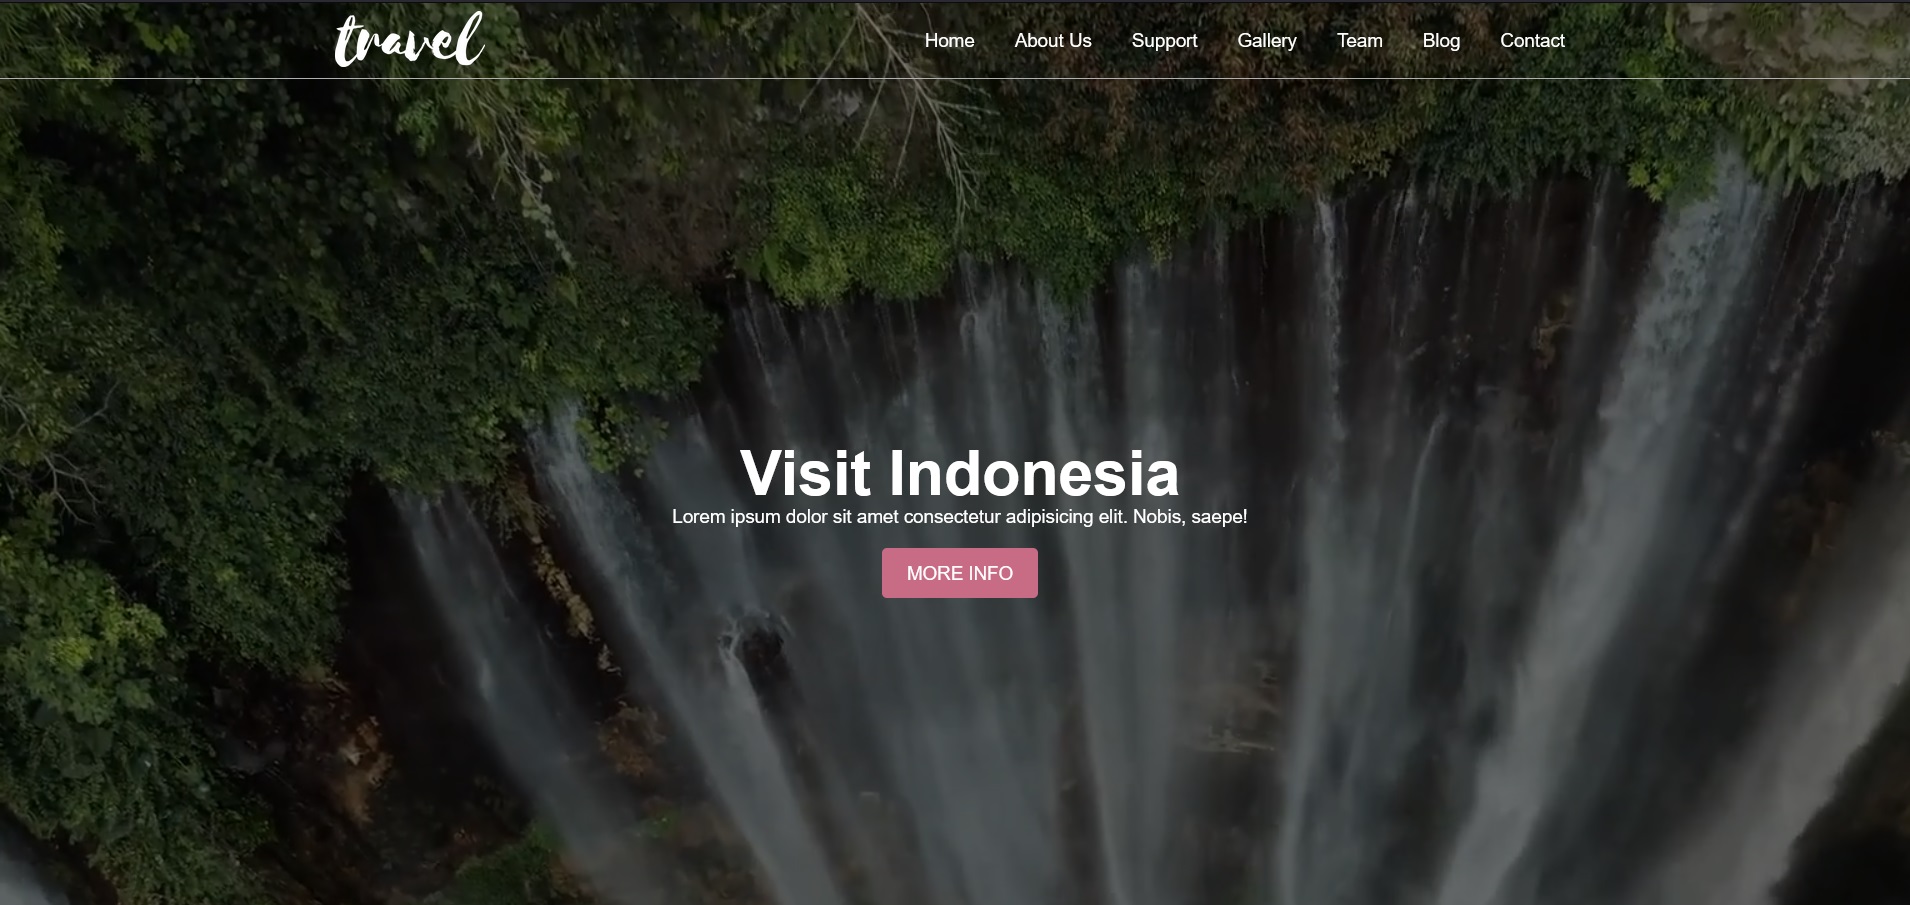 travel
Home About Us Support Gallery Team Blog Contact
Visit Indonesia
Lorem ipsum dolor sit amet consectetur adipisicing elit. Nobis, saepe!
MORE INFO